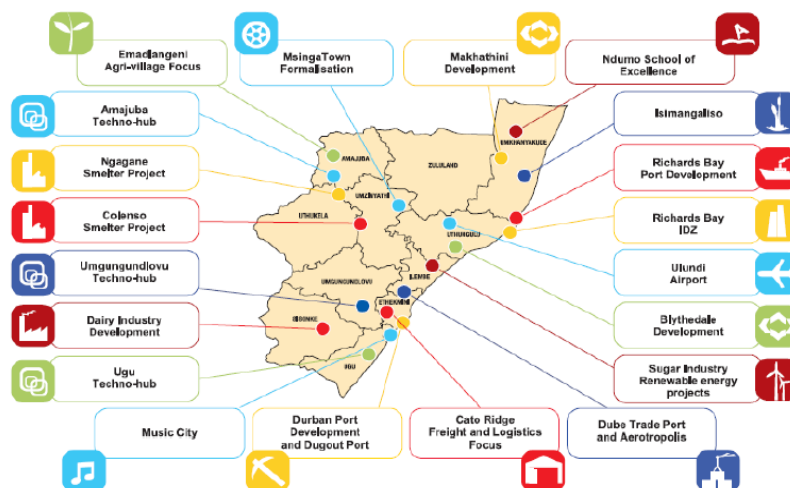 Emadlangeni
Agri-village Focus
MsingaTown
Formalisation
Makhathini
Development
Ndumo School of
Excellence
Amajuba
Techno-hub
Isimangaliso
Ngagane
Smelter Project
Richards Bay
Port Development
Colenso
Smelter Project
Richards Bay
IDZ
Umgungundlovu
Techno-hub
Ulundi
Airport
Dairy Industry
Development
Blythedale
Development
Ugu
Techno-hub
Sugar Industry
Renewable energy
projects
Music City
Durban Port
Development
and Dugout Port
Cato Ridge
Freight and Logistics
Focus
Dube Trade Port
and Aerotropolis
AMAJUBA
ZULULAND
UMKHANYAKUDE
UMZINYATHI
UTHUKELA
UTHUNGULU
ILEMBE
UMGUNGUNDLOVU
ETHEKWINI
UGU